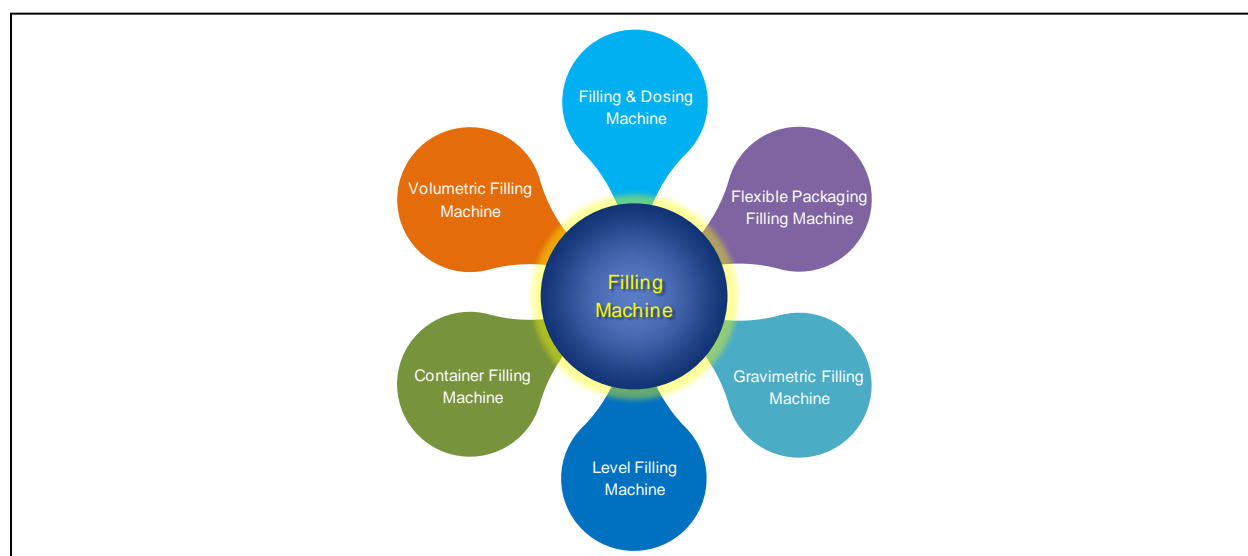 Filling & Dosing
Machine
Volumetric Filling
Machine
Flexible Packaging
Filling Machine
Filling
Machine
Container Filling
Machine
Gravimetric Filling
Machine
Level Filling
Machine